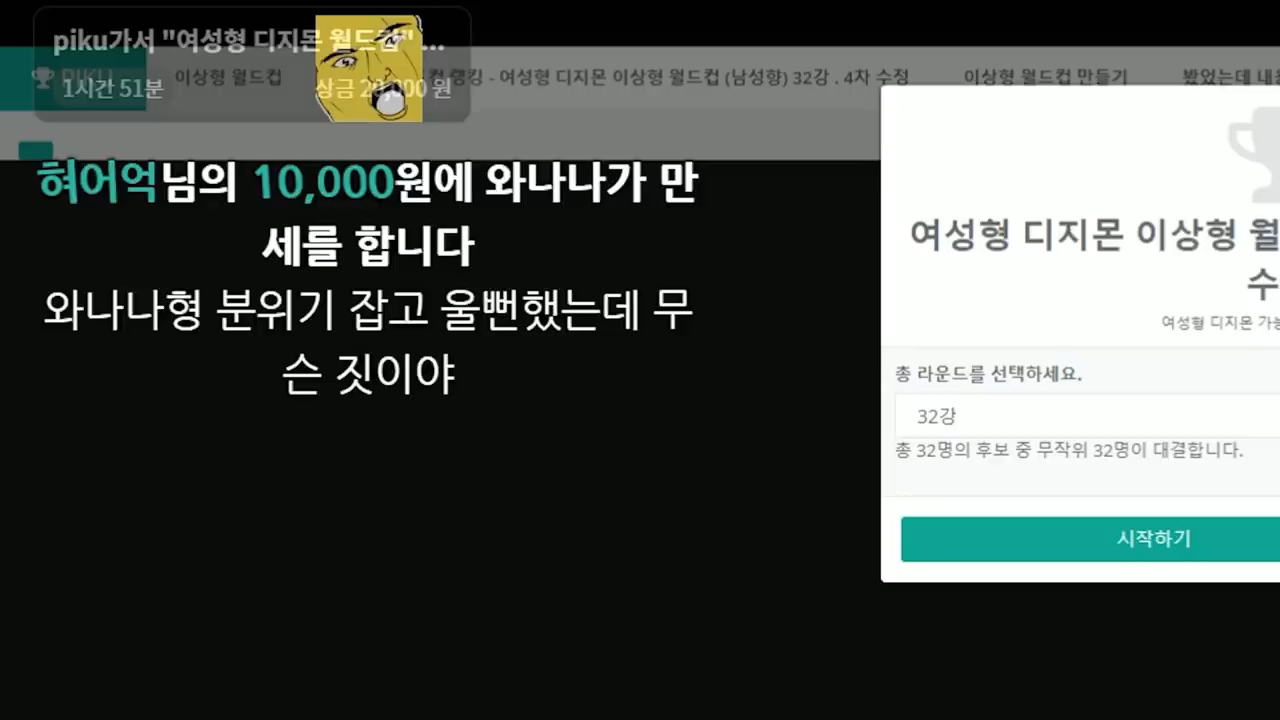 piku가서 "여성형 디지몬 월드컵" ...
1시간 51분
상금 20,000 원
이상형 월드컵
컵 랭킹 - 여성형 디지몬 이상형 월드컵 (남성향) 32강 . 4차 수정
이상형 월드컵 만들기
봤었는데
혀어억님의 10,000원에 와나나가 만
세를 합니다
와나나형 분위기 잡고 울뻔했는데 무
슨 짓이야
여성형 디지몬 이상형 월
수
여성형 디지몬 가능
총 라운드를 선택하세요.
32강
총 32명의 후보 중 무작위 32명이 대결합니다.
시작하기